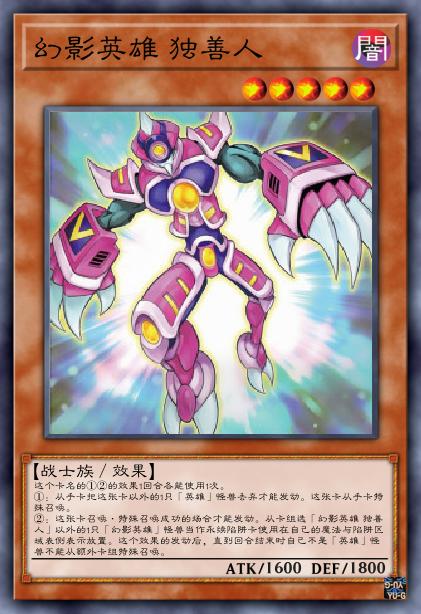 幻影英雄 独善人
闇
【战士族/效果】
这个卡名的①②的效果1回合各能使用1次。
①:从手卡把这张卡以外的1只「英雄」怪兽丢弃才能发动。这张卡从手卡特
殊召唤。
②:这张卡召唤·特殊召唤成功的场合才能发动。从卡组选「幻影英雄 独善
人」以外的1只「幻影英雄」怪兽当作永续陷阱卡使用在自己的魔法与陷阱区
域表侧表示放置。这个效果的发动后,直到回合结束时自己不是「英雄」怪
兽不能从额外卡组特殊召唤。
ATK/1600 DEF/1800